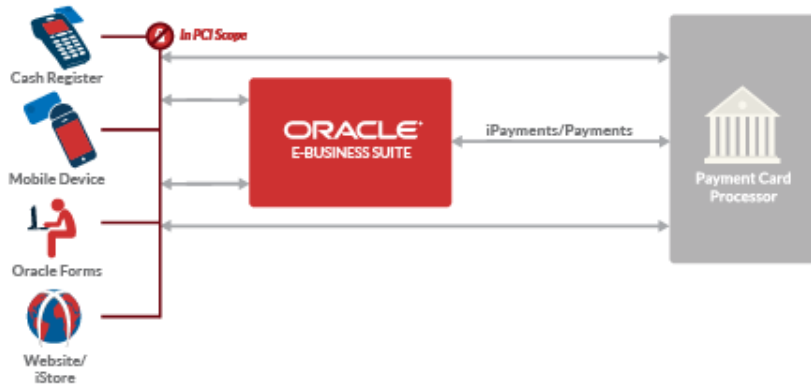 In PCI Scope
Cash Register
ORACLE
E-BUSINESS SUITE
iPayments/Payments
Mobile Device
Payment Card
Processor
Oracle Forms
Website/
iStore